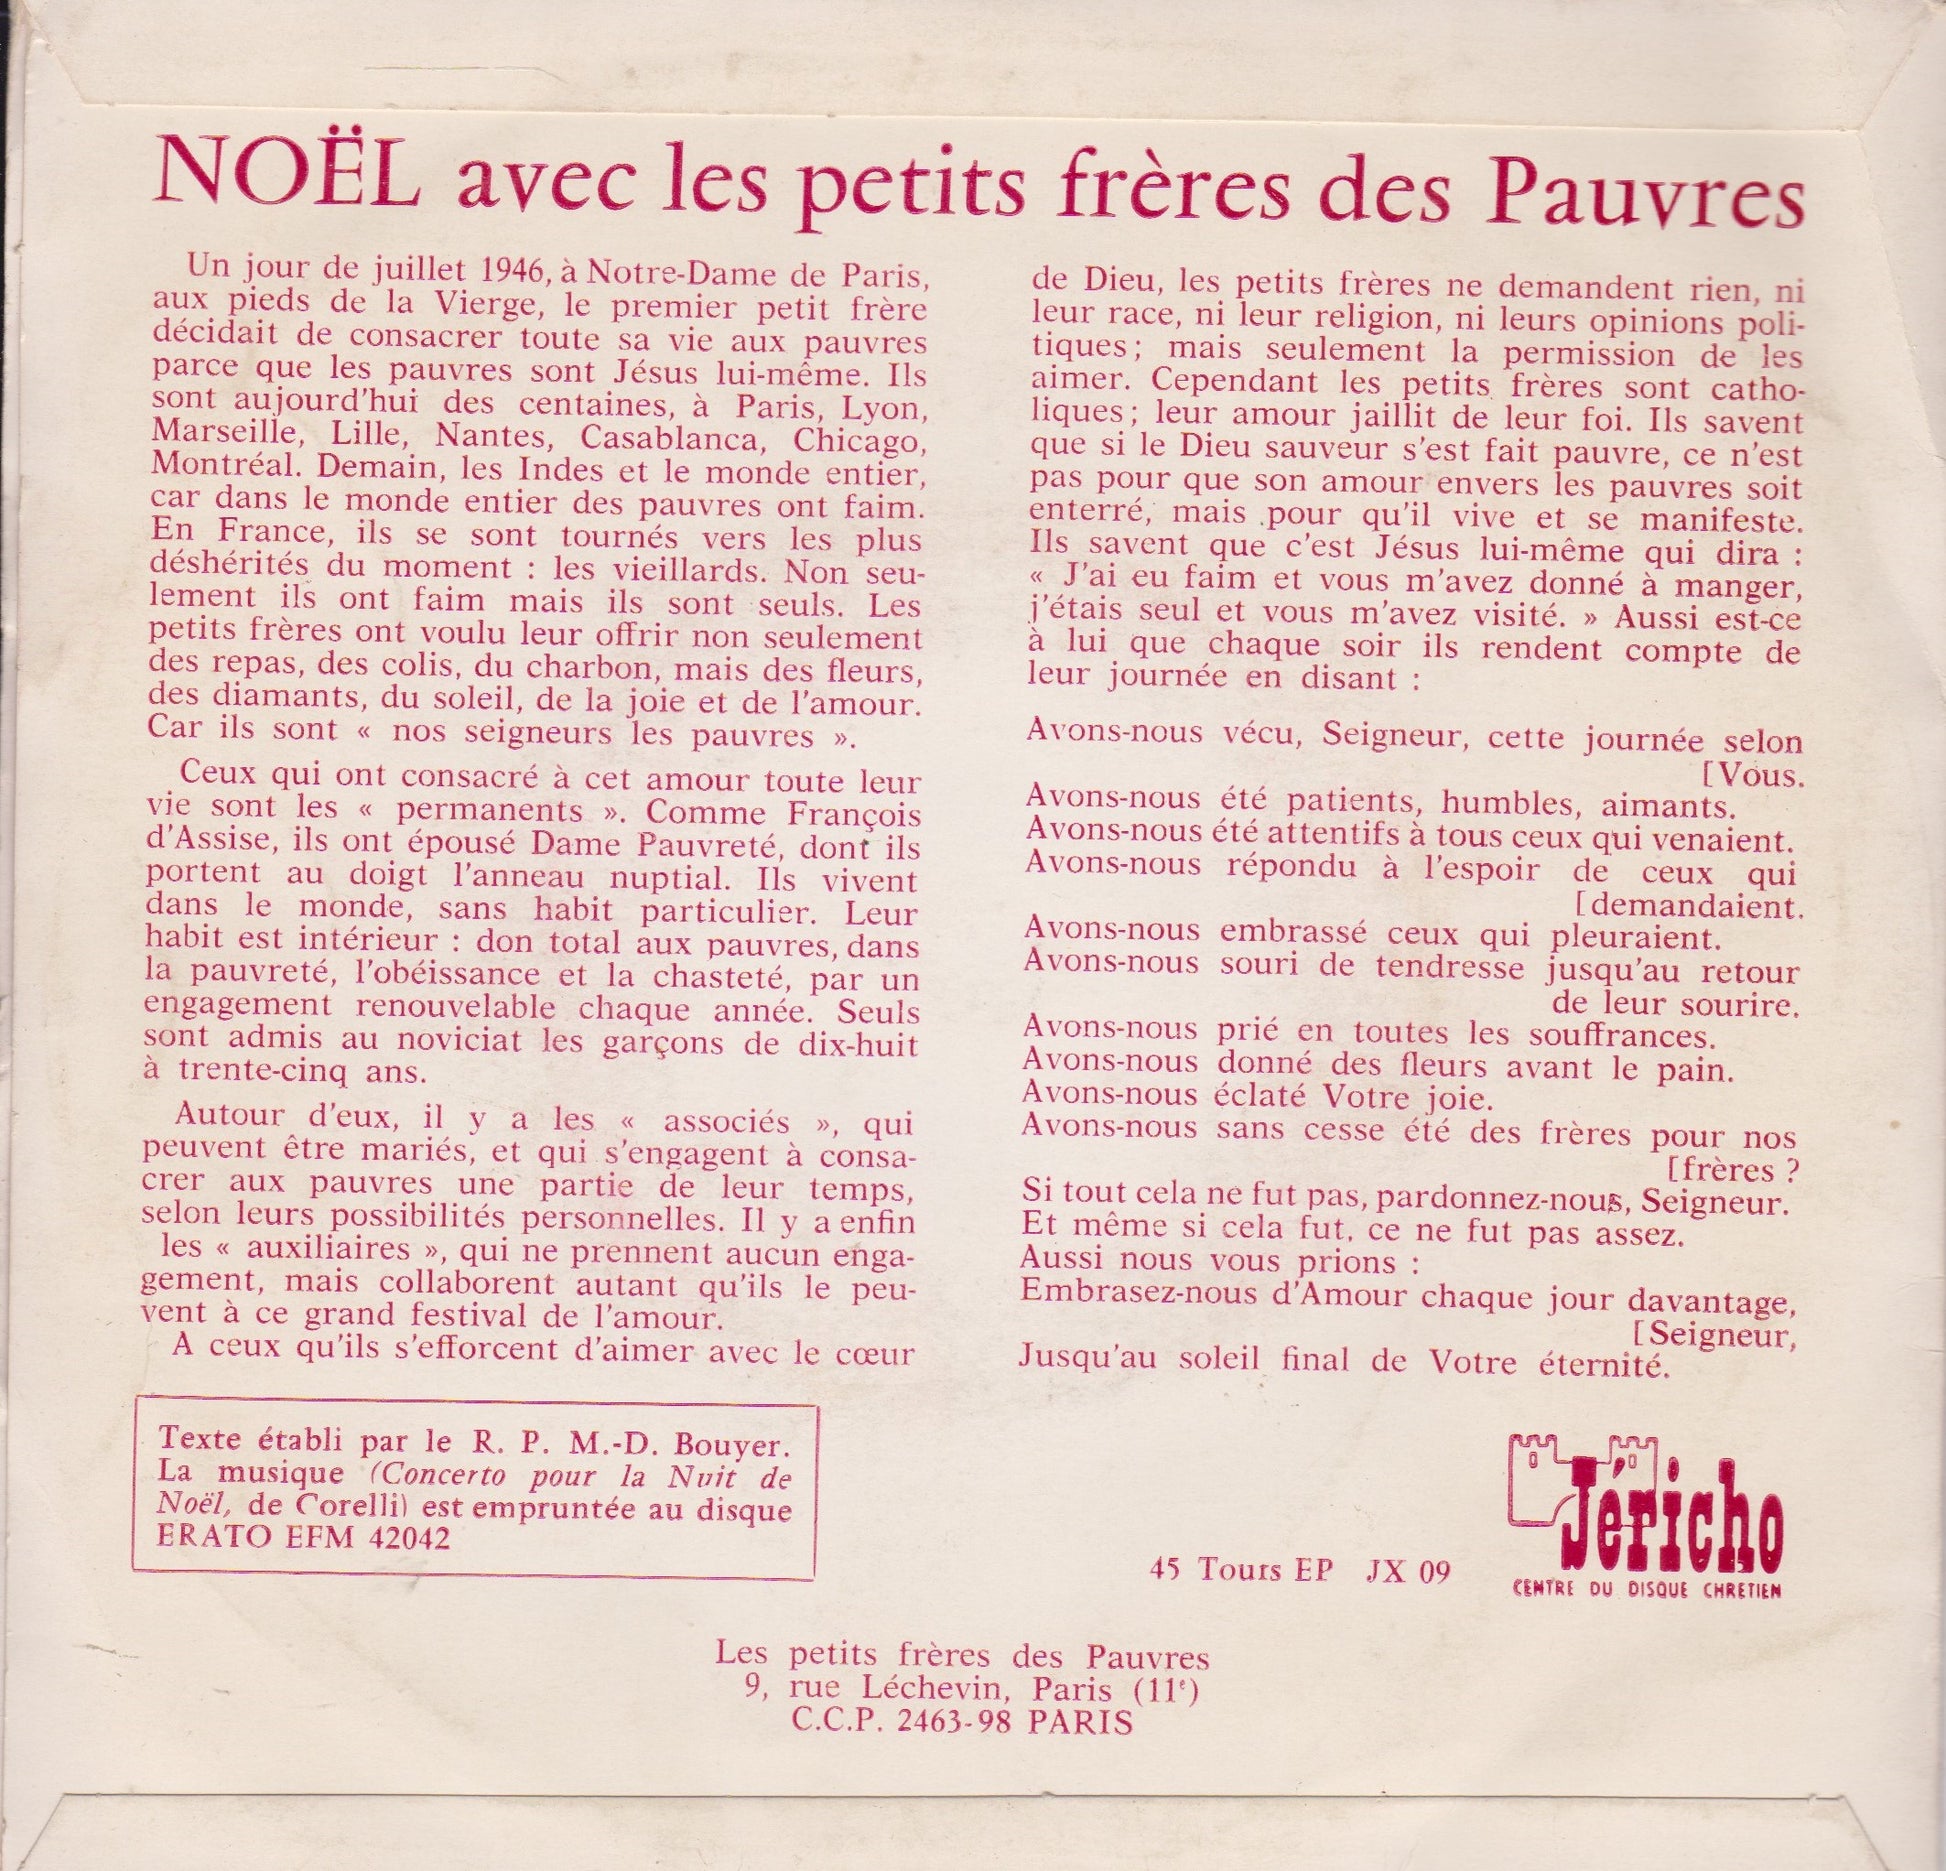 NOËL avec les petits frères des Pauvres
Un jour de juillet 1946, à Notre-Dame de Paris,
aux pieds de la Vierge, le premier petit frère
décidait de consacrer toute sa vie aux pauvres
parce que les pauvres sont Jésus lui-même. Ils
sont aujourd'hui des centaines, à Paris, Lyon,
Marseille, Lille, Nantes, Casablanca, Chicago,
Montréal. Demain, les Indes et le monde entier,
car dans le monde entier des pauvres ont faim.
En France, ils se sont tournés vers les plus
déshérités du moment : les vieillards. Non seu-
lement ils ont faim mais ils sont seuls. Les
petits frères ont voulu leur offrir non seulement
des repas, des colis, du charbon, mais des fleurs,
des diamants, du soleil, de la joie et de l'amour.
Car ils sont « nos seigneurs les pauvres ».
Ceux qui ont consacré à cet amour toute leur
vie sont les « permanents ». Comme François
d'Assise, ils ont épousé Dame Pauvreté, dont ils
portent au doigt l'anneau nuptial. Ils vivent
dans le monde, sans habit particulier. Leur
habit est intérieur : don total aux pauvres, dans
la pauvreté, l'obéissance et la chasteté, par un
engagement renouvelable chaque année. Seuls
sont admis au noviciat les garçons de dix-huit
à trente-cinq ans.
Autour d'eux, il y a les « associés », qui
peuvent être mariés, et qui s'engagent à consa-
crer aux pauvres une partie de leur temps,
selon leurs possibilités personnelles. Il y a enfin
les « auxiliaires », qui ne prennent aucun enga-
gement, mais collaborent autant qu'ils le peu-
vent à ce grand festival de l'amour.
A ceux qu'ils s'efforcent d'aimer avec le cœur
de Dieu, les petits frères ne demandent rien, ni
leur race, ni leur religion, ni leurs opinions poli-
tiques; mais seulement la permission de les
aimer. Cependant les petits frères sont catho-
liques; leur amour jaillit de leur foi. Ils savent
que si le Dieu sauveur s'est fait pauvre, ce n'est
pas pour que son amour envers les pauvres soit
enterré, mais pour qu'il vive et se manifeste.
Ils savent que c'est Jésus lui-même qui dira :
« J'ai eu faim et vous m'avez donné à manger,
j'étais seul et vous m'avez visité. » Aussi est-ce
à lui que chaque soir ils rendent compte de
leur journée en disant :
Avons-nous vécu, Seigneur, cette journée selon
[Vous.
Avons-nous été patients, humbles, aimants.
Avons-nous été attentifs à tous ceux qui venaient.
Avons-nous répondu à l'espoir de ceux qui
[demandaient.
Avons-nous embrassé ceux qui pleuraient.
Avons-nous souri de tendresse jusqu'au retour
de leur sourire.
Avons-nous prié en toutes les souffrances.
Avons-nous donné des fleurs avant le pain.
Avons-nous éclaté Votre joie.
Avons-nous sans cesse été des frères pour nos
[frères ?
Si tout cela ne fut pas, pardonnez-nous, Seigneur.
Et même si cela fut, ce ne fut pas assez.
Aussi nous vous prions :
Embrasez-nous d'Amour chaque jour davantage,
[Seigneur,
Jusqu'au soleil final de Votre éternité.
Texte établi par le R. P. M.-D. Bouyer.
La musique (Concerto pour la Nuit de
Noël, de Corelli) est empruntée au disque
ERATO EFM 42042
45 Tours EP JX 09
Jéricho
CENTRE DU DISQUE CHRETIEN
Les petits frères des Pauvres
9, rue Léchevin, Paris (11e)
C.C.P. 2463-98 PARIS